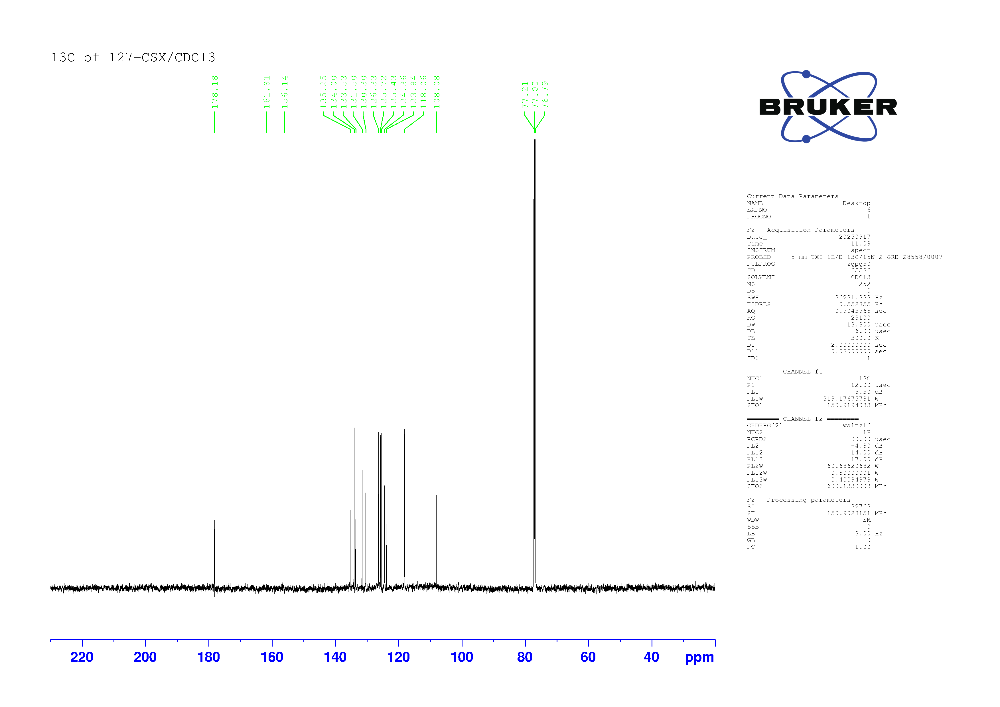 13C of 127-CSX/CDCl3
178.18
161.81
156.14
135.25
134.00
133.53
131.50
130.30
126.33
125.72
125.43
124.36
123.84
118.06
108.08
77.21
77.00
76.79
BRUKER
Current Data Parameters
NAME Desktop
EXPNO 6
PROCNO 1
F2 - Acquisition Parameters
Date_ 20250917
Time 11.09
INSTRUM spect
PROBHD 5 mm TXI 1H/D-13C/15N Z-GRD Z8558/0007
PULPROG zgpg30
TD 65536
SOLVENT CDCl3
NS 252
DS 0
SWH 36231.883 Hz
FIDRES 0.552855 Hz
AQ 0.9043968 sec
RG 23100
DW 13.800 usec
DE 6.00 usec
TE 300.0 K
D1 2.00000000 sec
D11 0.03000000 sec
TD0 1
======== CHANNEL f1 ========
NUC1 13C
P1 12.00 usec
PL1 -5.30 dB
PL1W 319.17675781 W
SFO1 150.9194083 MHz
======== CHANNEL f2 ========
CPDPRG[2] waltz16
NUC2 1H
PCPD2 90.00 usec
PL2 -4.80 dB
PL12 14.00 dB
PL13 17.00 dB
PL2W 60.68620682 W
PL12W 0.80000001 W
PL13W 0.40094978 W
SFO2 600.1339008 MHz
F2 - Processing parameters
SI 32768
SF 150.9028151 MHz
WDW EM
SSB 0
LB 3.00 Hz
GB 0
PC 1.00
220 200 180 160 140 120 100 80 60 40 ppm